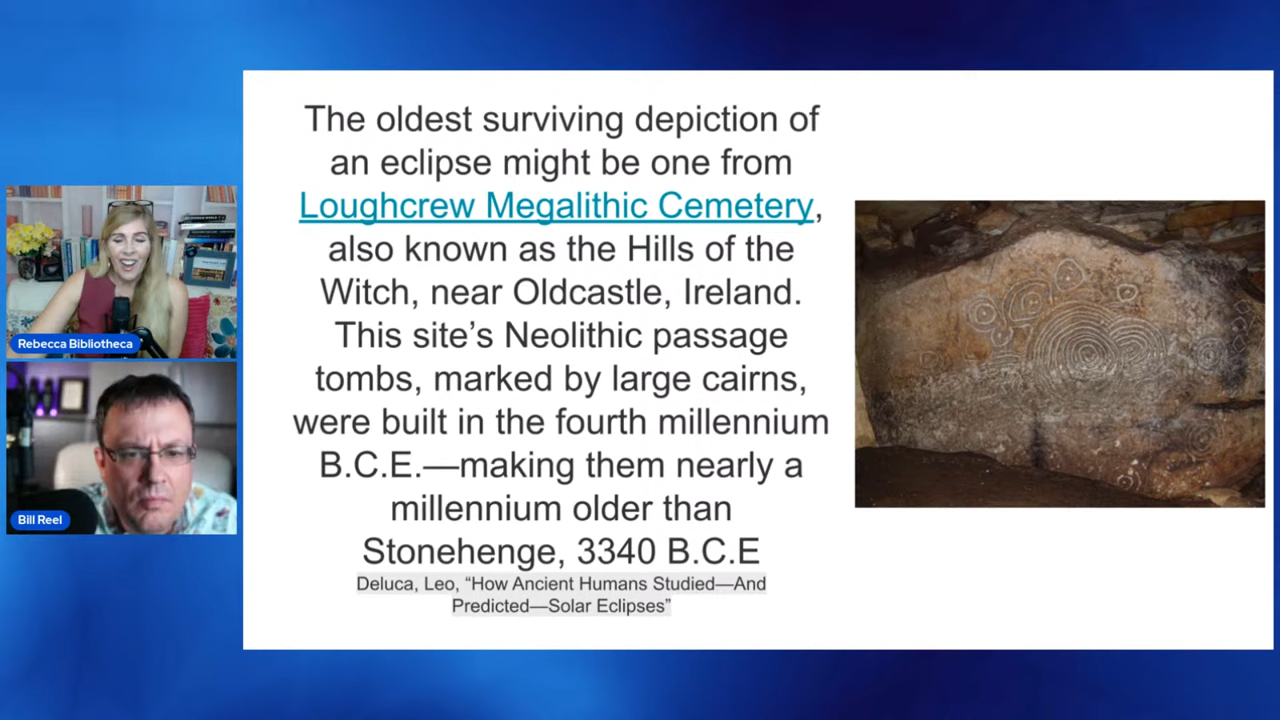 The oldest surviving depiction of
an eclipse might be one from
Loughcrew Megalithic Cemetery,
also known as the Hills of the
Witch, near Oldcastle, Ireland.
This site’s Neolithic passage
tombs, marked by large cairns,
were built in the fourth millennium
B.C.E.—making them nearly a
millennium older than
Stonehenge, 3340 B.C.E
Deluca, Leo, “How Ancient Humans Studied—And
Predicted—Solar Eclipses”
Rebecca Bibliotheca
Bill Reel